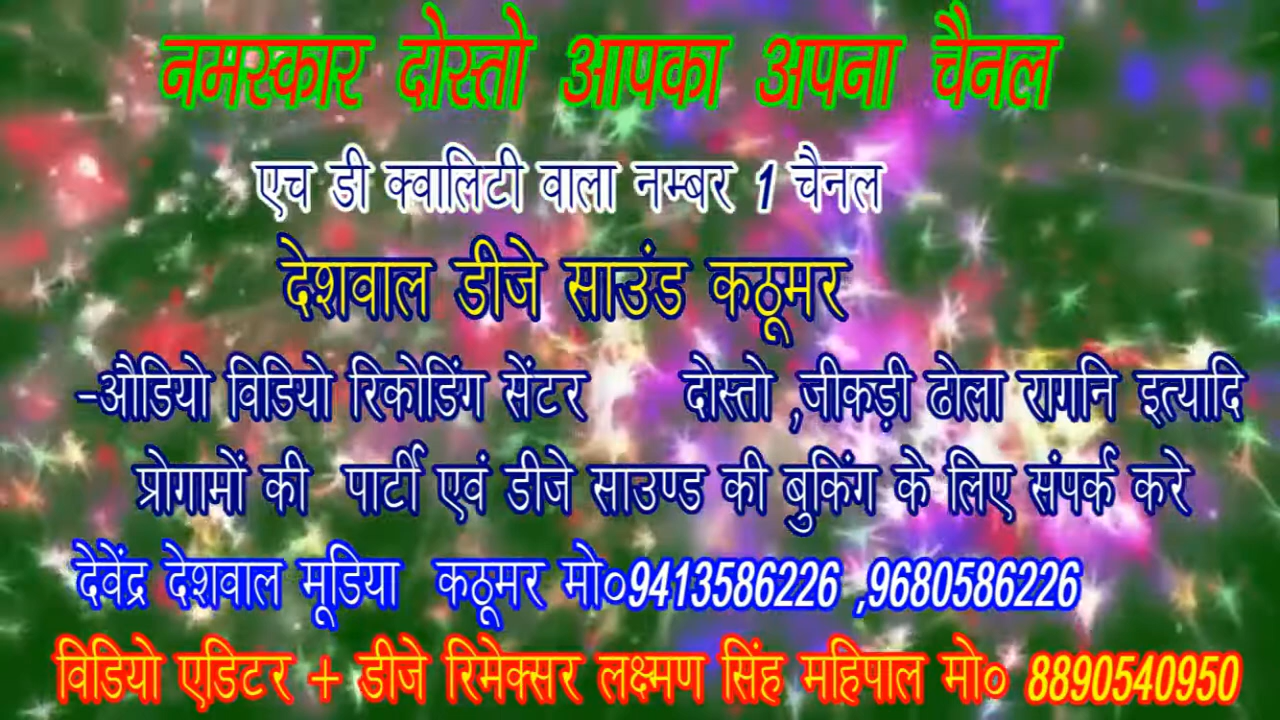 नमस्कार दोस्तो आपका अपना चैनल
एच डी क्वालिटी वाला नम्बर 1 चैनल
देशवाल डीजे साउंड कठूमर
-औडियो विडियो रिकोडिंग सेंटर दोस्तो ,जीकड़ी ढोला रागनि इत्यादि
प्रोगामों की पार्टी एवं डीजे साउण्ड की बुकिंग के लिए संपर्क करे
देवेंद्र देशवाल मूडिया कठूमर मो०9413586226 ,9680586226
विडियो एडिटर + डीजे रिमेक्सर लक्ष्मण सिंह महिपाल मो० 8890540950